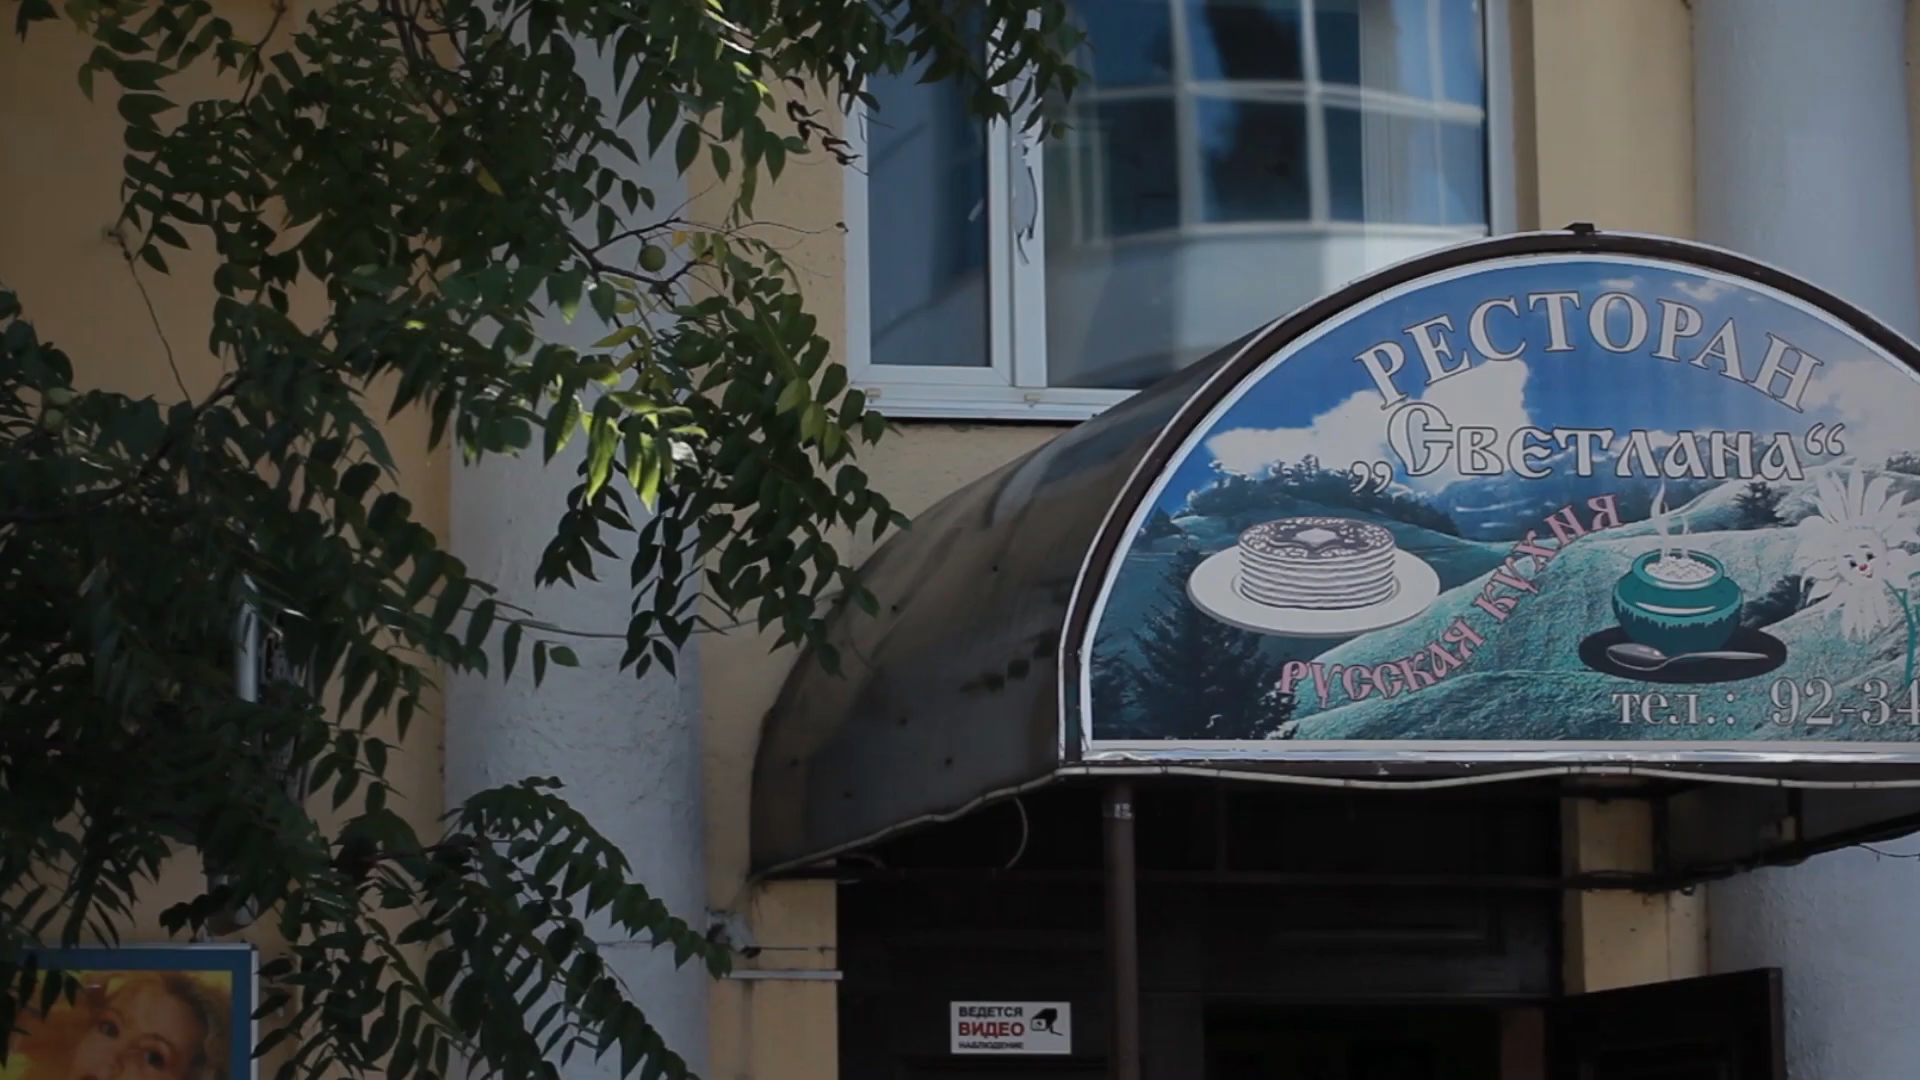 РЕСТОРАН
„Светлана“
РУССКАЯ КУХНЯ
тел.: 92-34
ВЕДЕТСЯ
ВИДЕО
НАБЛЮДЕНИЕ